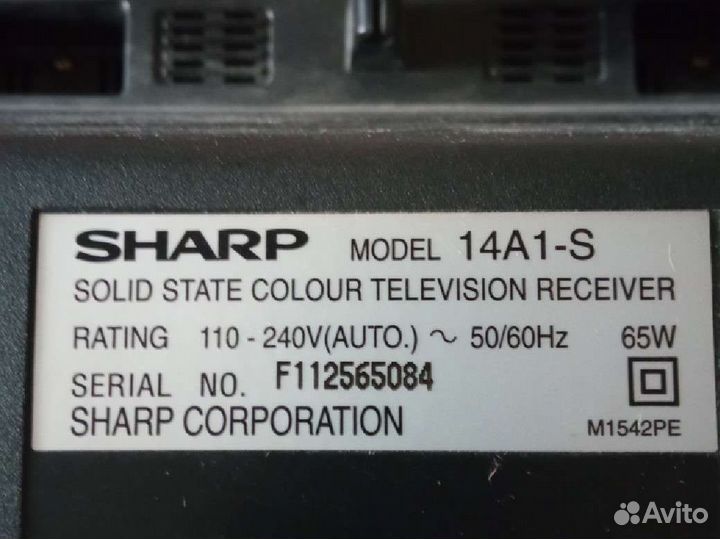 SHARP MODEL 14A1-S
SOLID STATE COLOUR TELEVISION RECEIVER
RATING 110 - 240V(AUTO.) ~ 50/60Hz 65W
SERIAL NO. F112565084
SHARP CORPORATION M1542PE
Avito